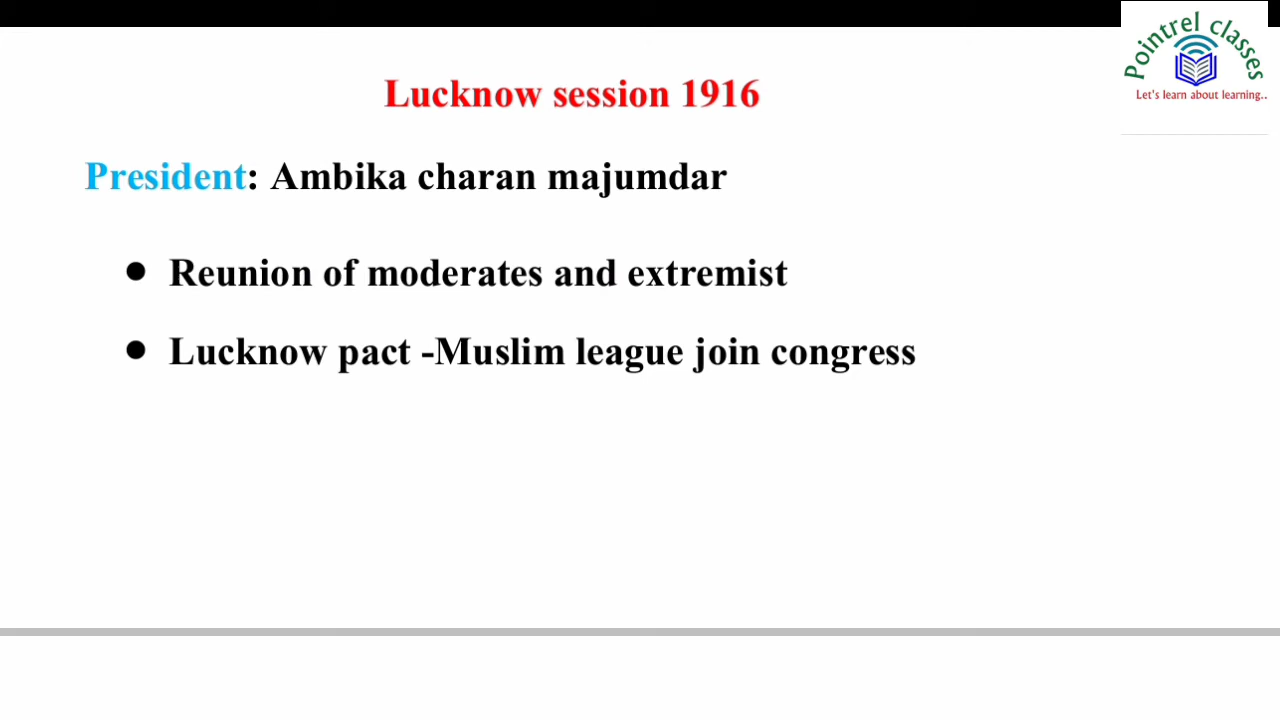 Pointrel classes
Let's learn about learning..
Lucknow session 1916
President: Ambika charan majumdar
● Reunion of moderates and extremist
● Lucknow pact -Muslim league join congress